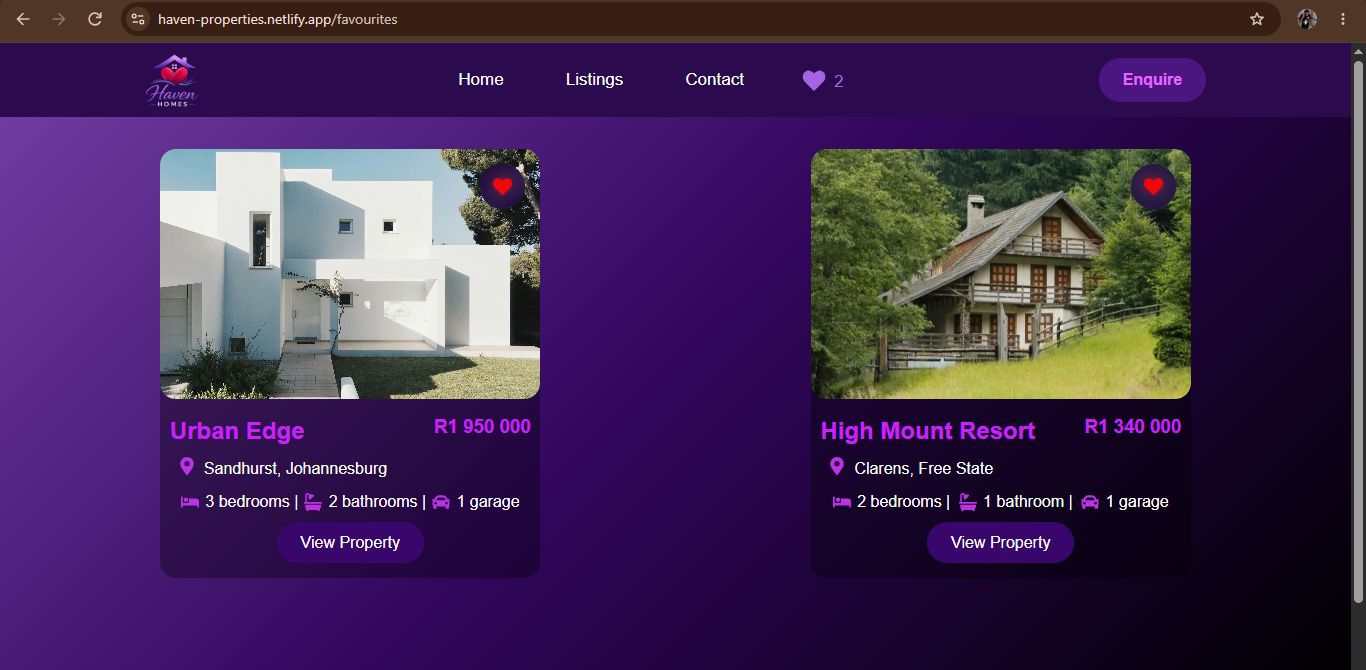 haven-properties.netlify.app/favourites
Haven
HOMES
Home
Listings
Contact
2
Enquire
Urban Edge
R1 950 000
Sandhurst, Johannesburg
3 bedrooms | 2 bathrooms | 1 garage
View Property
High Mount Resort
R1 340 000
Clarens, Free State
2 bedrooms | 1 bathroom | 1 garage
View Property